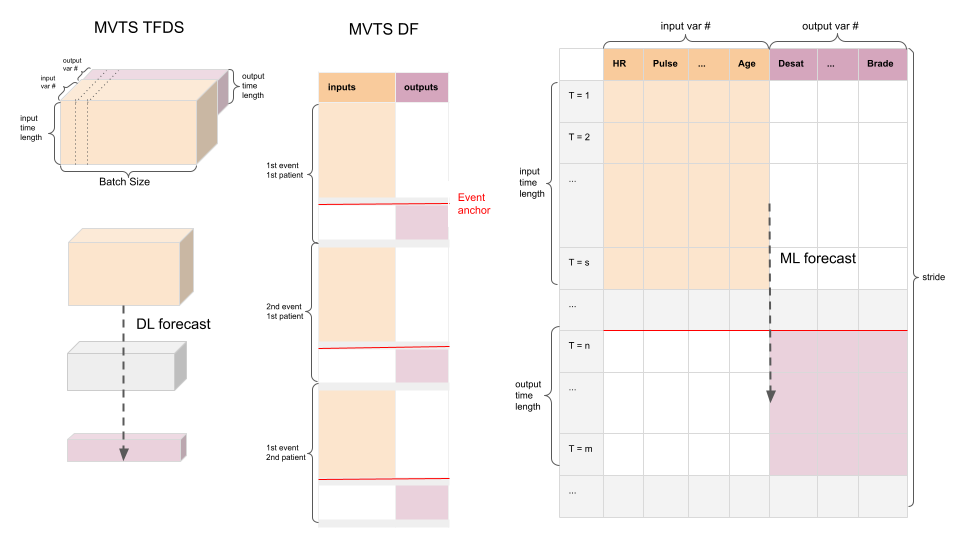 MVTS TFDS
output
var #
input
var #
input
time
length
output
time
length
Batch Size
DL forecast
MVTS DF
inputs
outputs
1st event
1st patient
Event
anchor
2nd event
1st patient
1st event
2nd patient
input var #
output var #
HR Pulse ... Age Desat ... Brade
T = 1
T = 2
...
T = s
...
T = n
...
T = m
...
input
time
length
output
time
length
ML forecast
stride